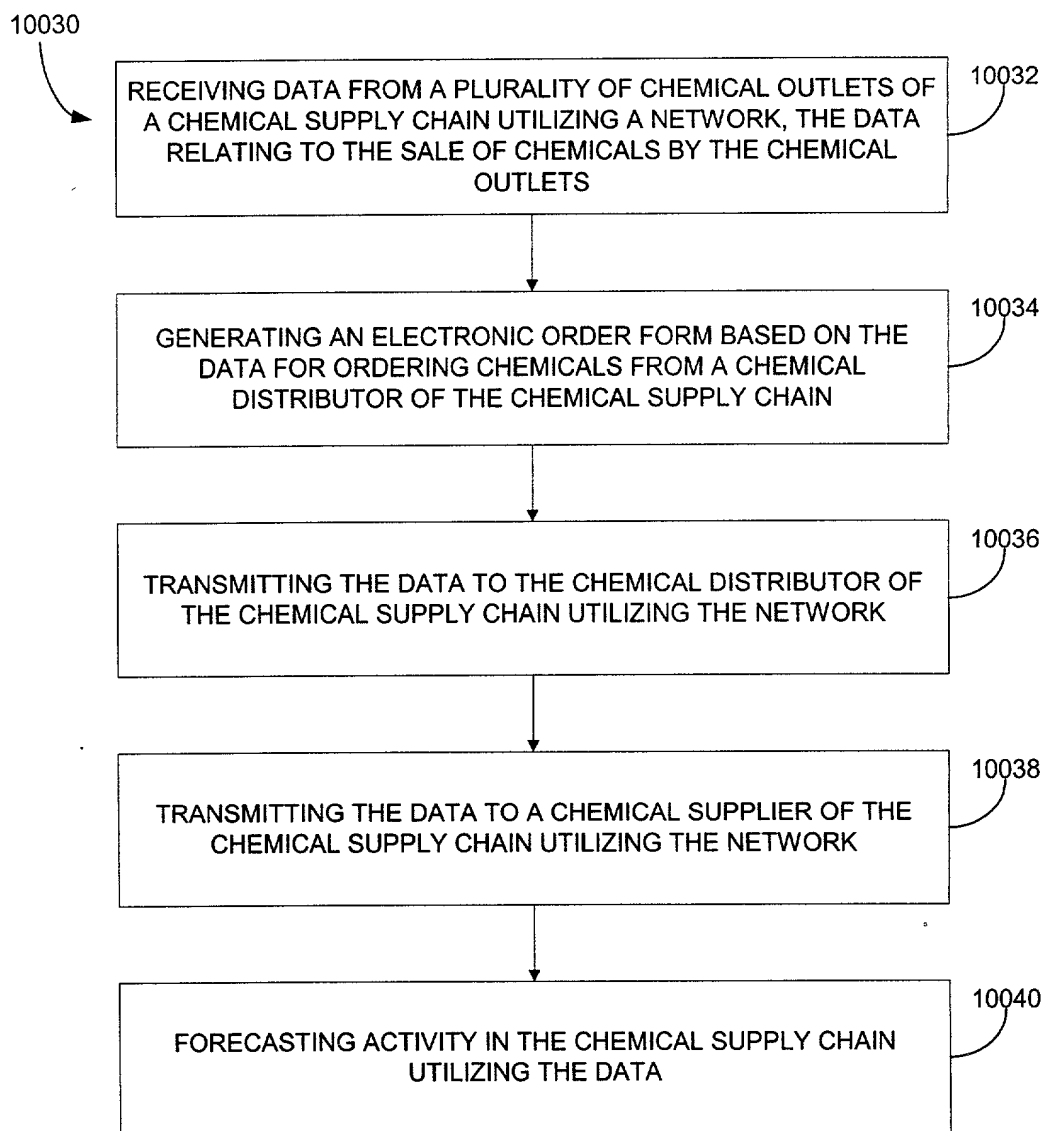 10030
10032
RECEIVING DATA FROM A PLURALITY OF CHEMICAL OUTLETS OF
A CHEMICAL SUPPLY CHAIN UTILIZING A NETWORK, THE DATA
RELATING TO THE SALE OF CHEMICALS BY THE CHEMICAL
OUTLETS
10034
GENERATING AN ELECTRONIC ORDER FORM BASED ON THE
DATA FOR ORDERING CHEMICALS FROM A CHEMICAL
DISTRIBUTOR OF THE CHEMICAL SUPPLY CHAIN
10036
TRANSMITTING THE DATA TO THE CHEMICAL DISTRIBUTOR OF
THE CHEMICAL SUPPLY CHAIN UTILIZING THE NETWORK
10038
TRANSMITTING THE DATA TO A CHEMICAL SUPPLIER OF THE
CHEMICAL SUPPLY CHAIN UTILIZING THE NETWORK
10040
FORECASTING ACTIVITY IN THE CHEMICAL SUPPLY CHAIN
UTILIZING THE DATA